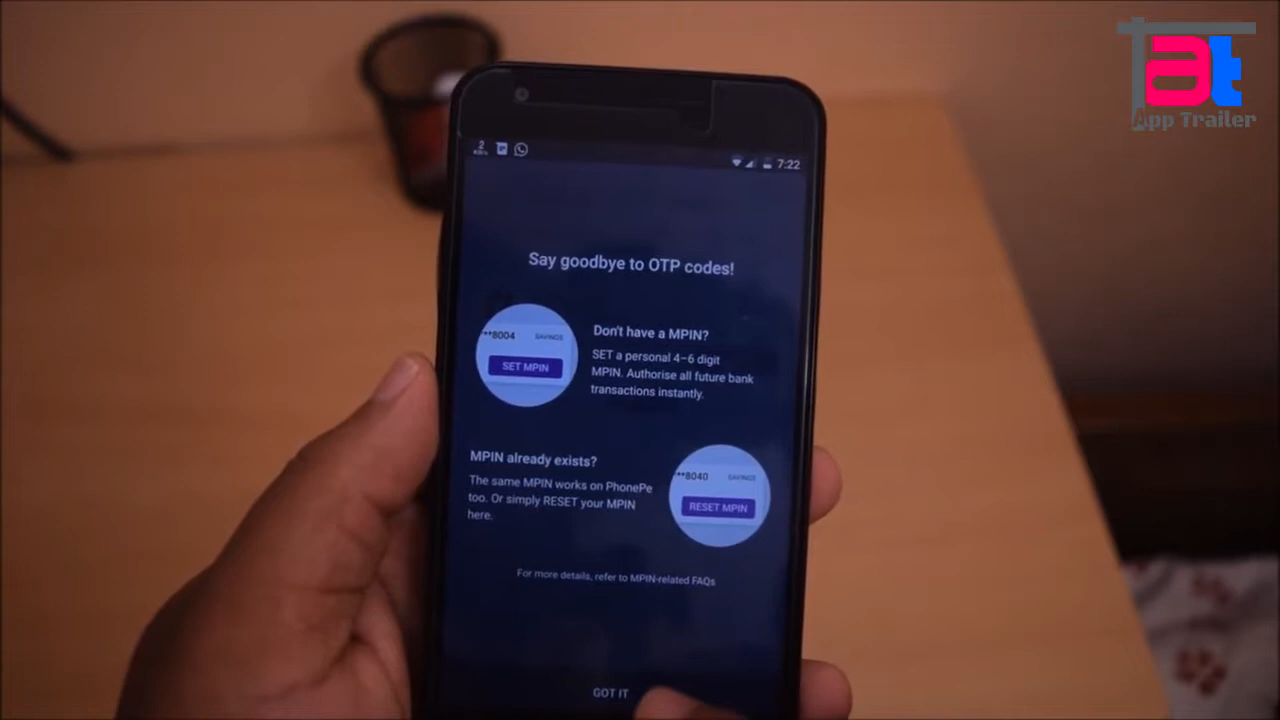 at
App Trailer
2
KB/s
7:22
Say goodbye to OTP codes!
**8004 SAVINGS
SET MPIN
Don't have a MPIN?
SET a personal 4-6 digit
MPIN. Authorise all future bank
transactions instantly.
MPIN already exists?
The same MPIN works on PhonePe
too. Or simply RESET your MPIN
here.
**8040 SAVINGS
RESET MPIN
For more details, refer to MPIN-related FAQs
GOT IT